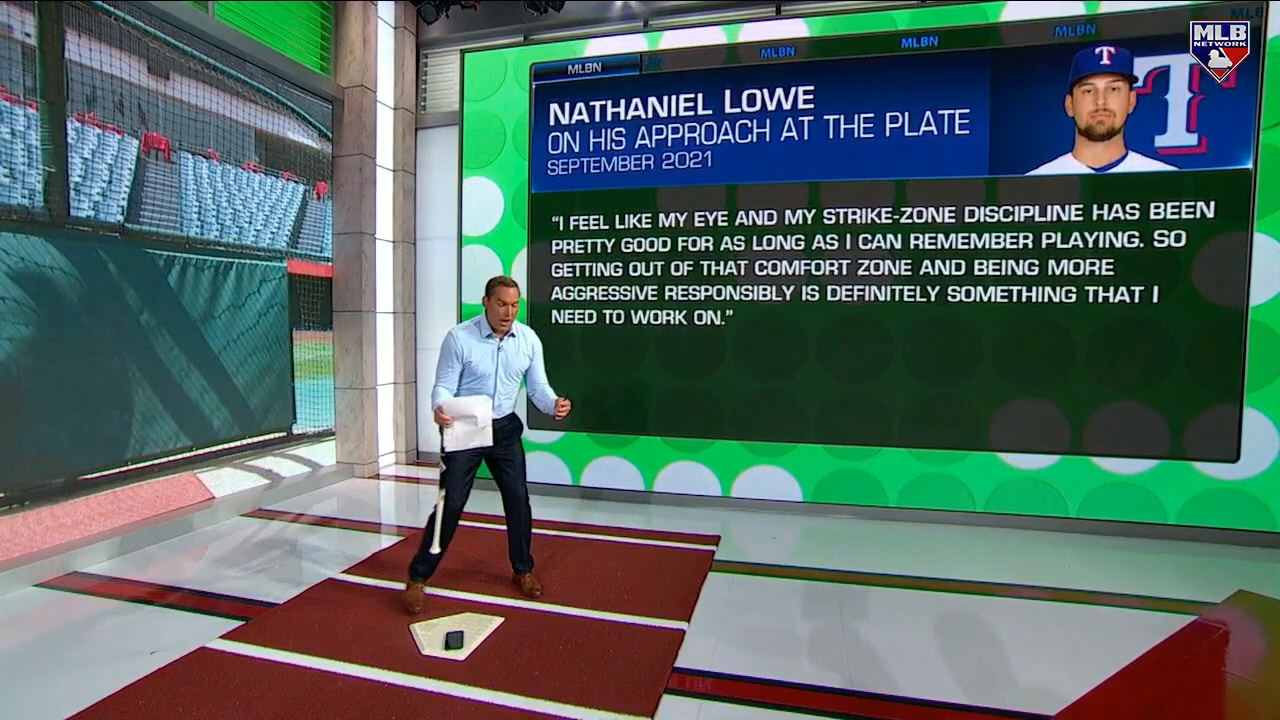 MLBN
MLBN
MLBN
MLBN
MLB
NETWORK
NATHANIEL LOWE
ON HIS APPROACH AT THE PLATE
SEPTEMBER 2021
T
T
“I FEEL LIKE MY EYE AND MY STRIKE-ZONE DISCIPLINE HAS BEEN
PRETTY GOOD FOR AS LONG AS I CAN REMEMBER PLAYING. SO
GETTING OUT OF THAT COMFORT ZONE AND BEING MORE
AGGRESSIVE RESPONSIBLY IS DEFINITELY SOMETHING THAT I
NEED TO WORK ON.”